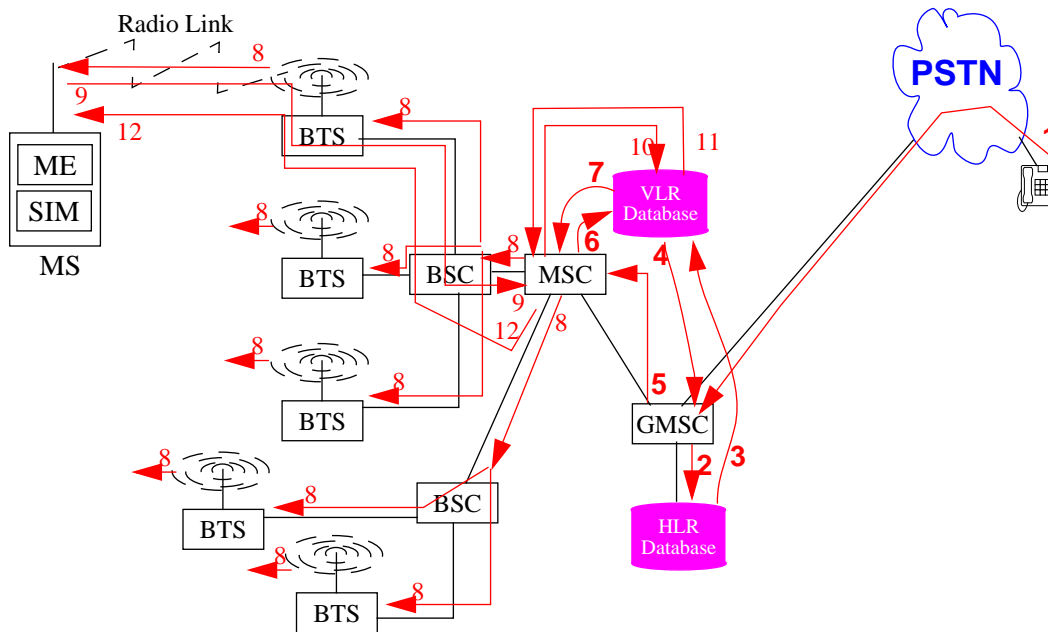 Radio Link
8
9
12
ME
SIM
MS
BTS
8
8
BTS
8
8
BTS
8
8
BTS
8
8
BTS
8
BSC
8
9
12
8
BSC
MSC
10
11
7
6
VLR
Database
4
5
GMSC
2
3
HLR
Database
PSTN
1